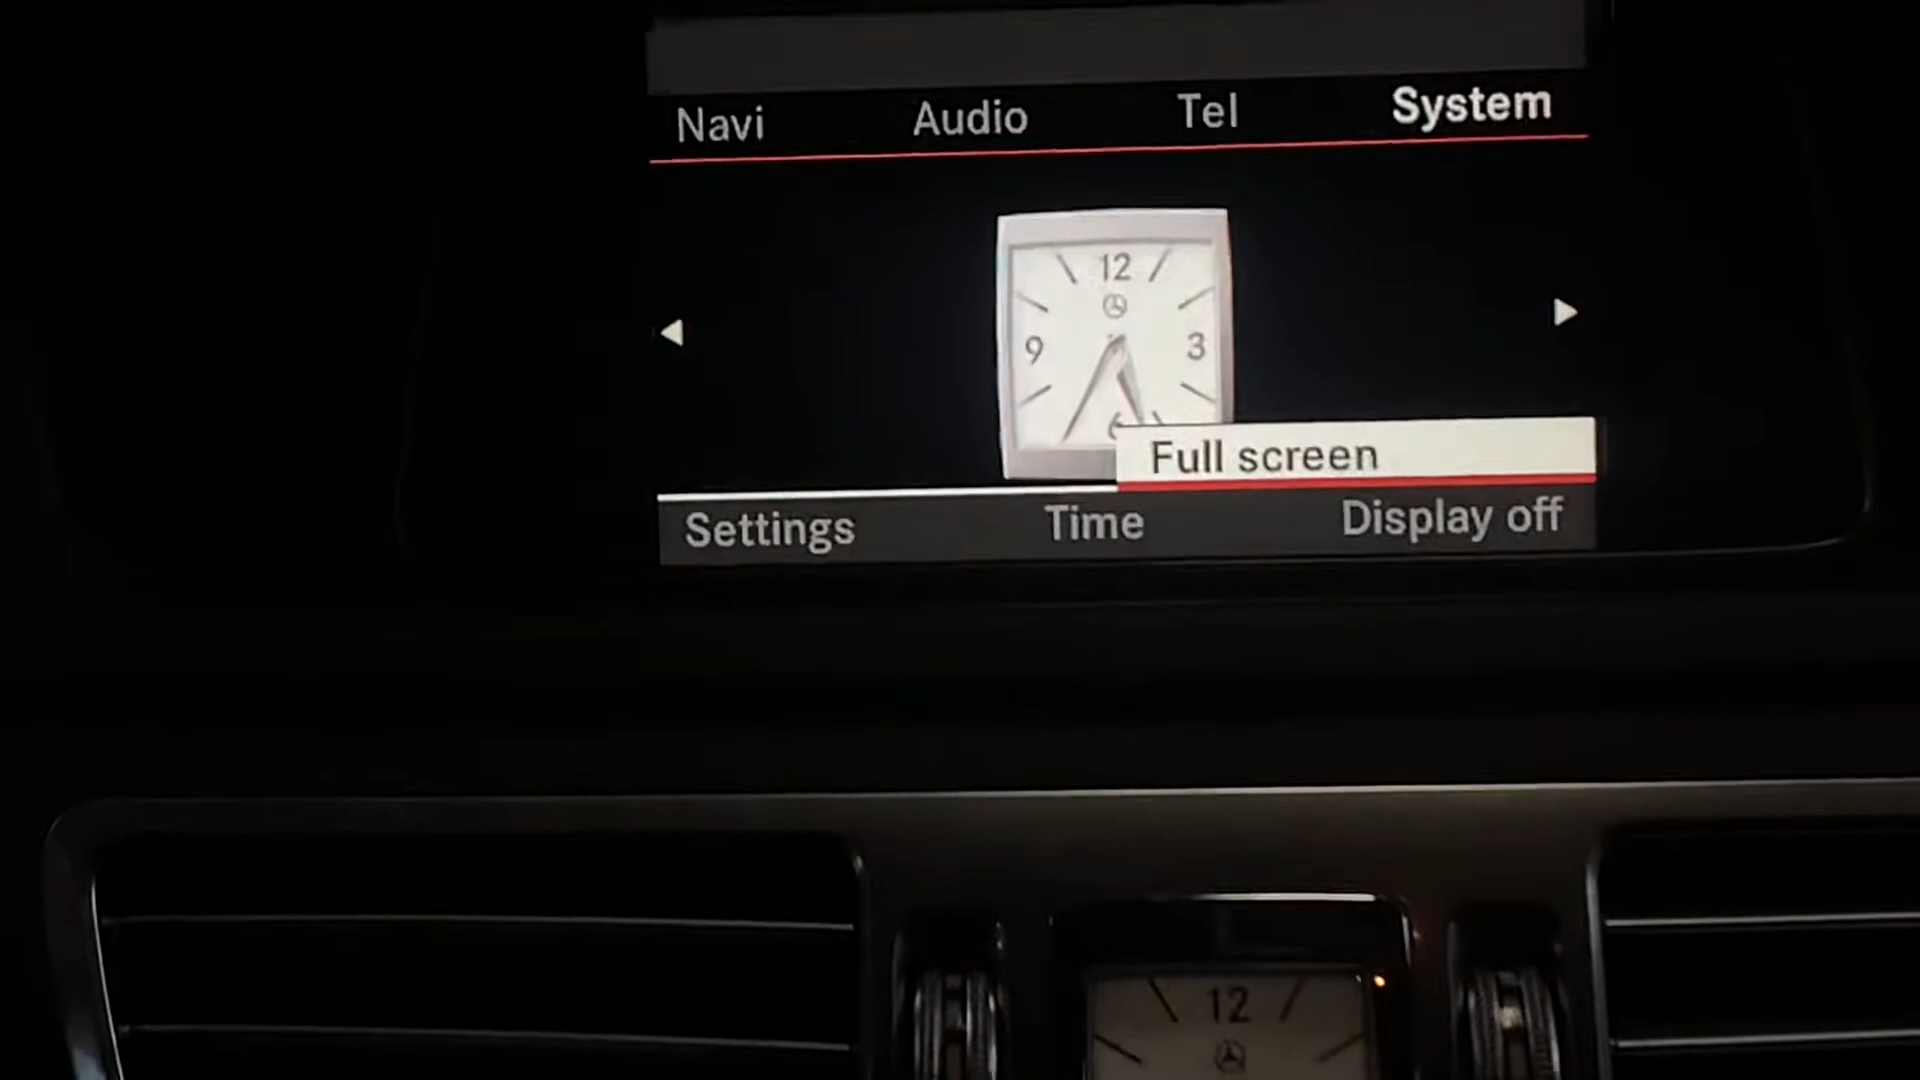 Navi Audio Tel System
12
9 3
Full screen
Settings Time Display off
12